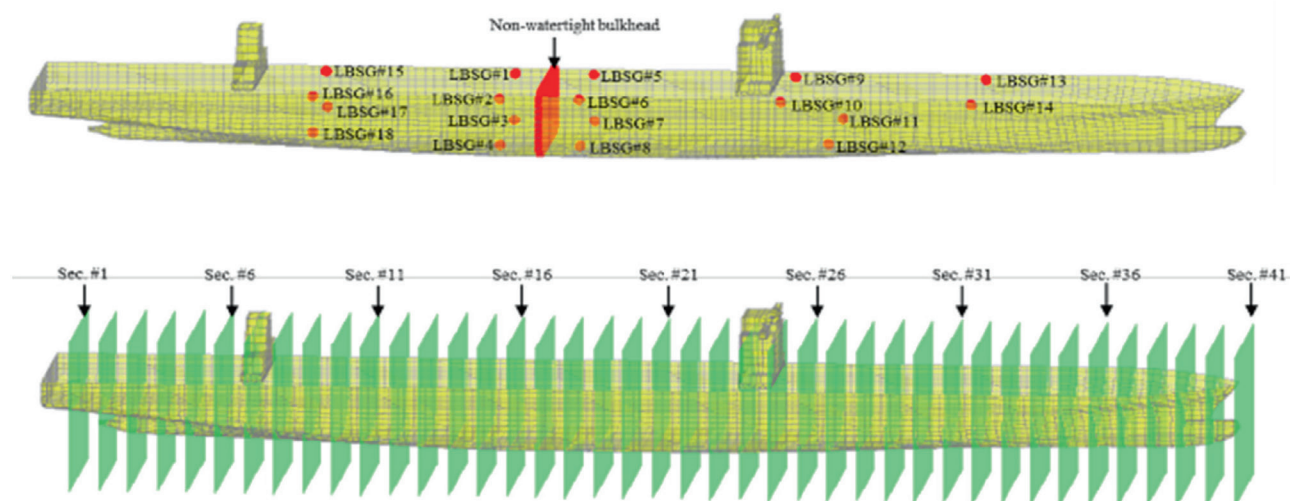 Non-watertight bulkhead
LBSG#15
LBSG#1
LBSG#5
LBSG#9
LBSG#13
LBSG#16
LBSG#2
LBSG#6
LBSG#10
LBSG#14
LBSG#17
LBSG#3
LBSG#7
LBSG#11
LBSG#18
LBSG#4
LBSG#8
LBSG#12
Sec. #1
Sec. #6
Sec. #11
Sec. #16
Sec. #21
Sec. #26
Sec. #31
Sec. #36
Sec. #41